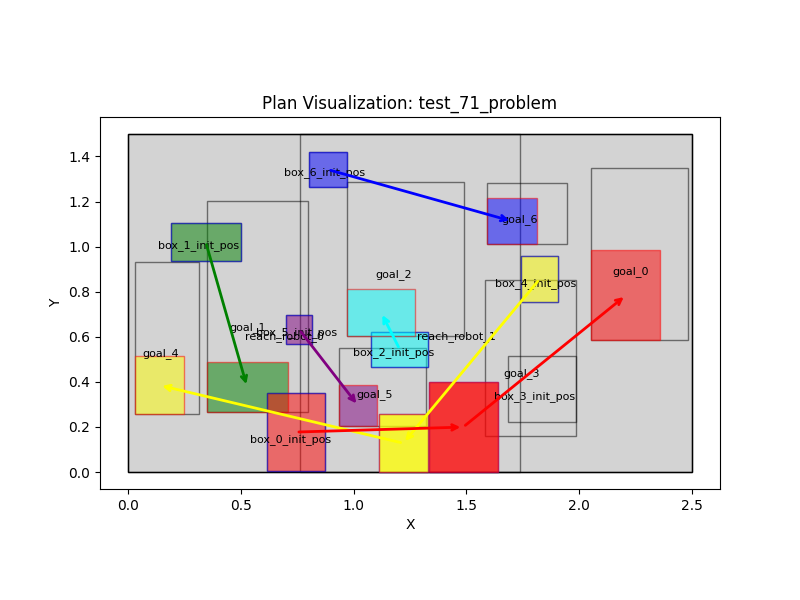 Plan Visualization: test_71_problem
Y
1.4
1.2
1.0
0.8
0.6
0.4
0.2
0.0
box_6_init_pos
goal_6
box_1_init_pos
goal_2
goal_0
box_4_init_pos
goal_1
box_5_init_pos
reach_robot_0
reach_robot_1
goal_4
box_2_init_pos
goal_3
goal_5
box_3_init_pos
box_0_init_pos
0.0
0.5
1.0
1.5
2.0
2.5
X